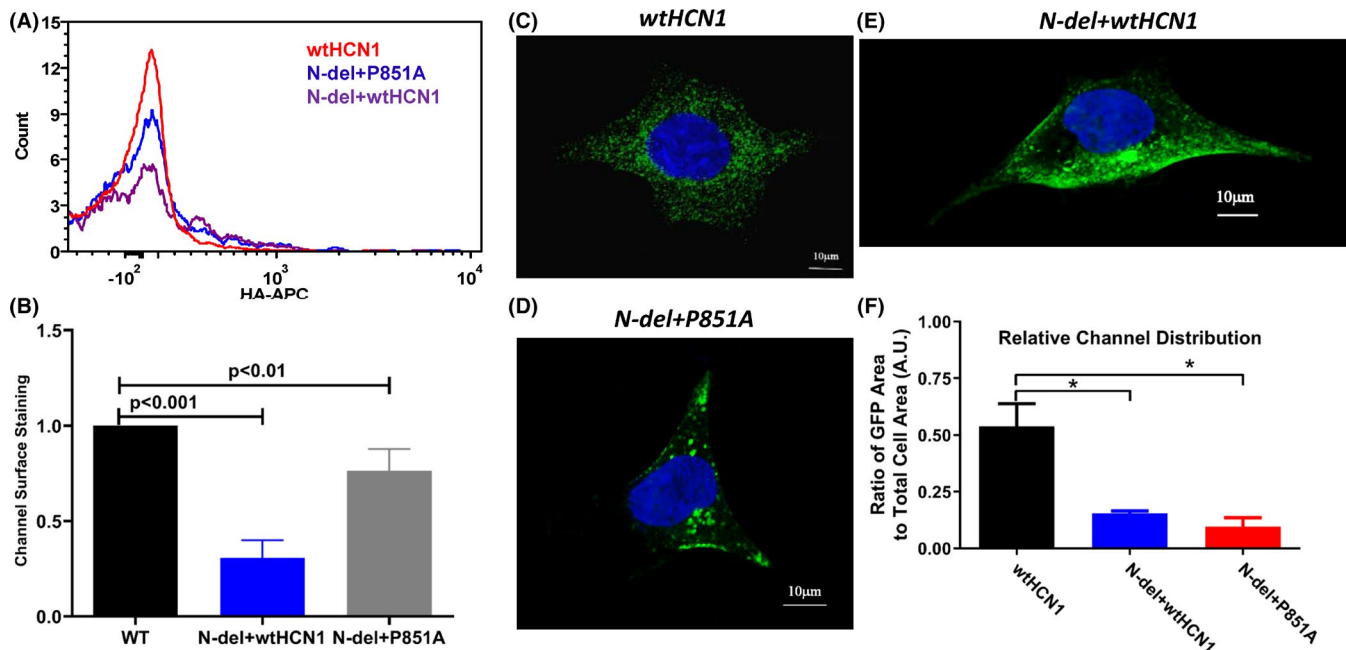 (A)
15
12
9
6
3
0
Count
wtHCN1
N-del+P851A
N-del+wtHCN1
-10²
10³
10⁴
HA-APC
(B)
1.5
1.0
0.5
0.0
Channel Surface Staining
p<0.01
p<0.001
WT
N-del+wtHCN1
N-del+P851A
(C)
wtHCN1
10μm
(D)
N-del+P851A
10μm
(E)
N-del+wtHCN1
10μm
(F)
1.00
0.75
0.50
0.25
0.00
Ratio of GFP Area
to Total Cell Area (A.U.)
Relative Channel Distribution
*
*
wtHCN1
N-del+wtHCN1
N-del+P851A